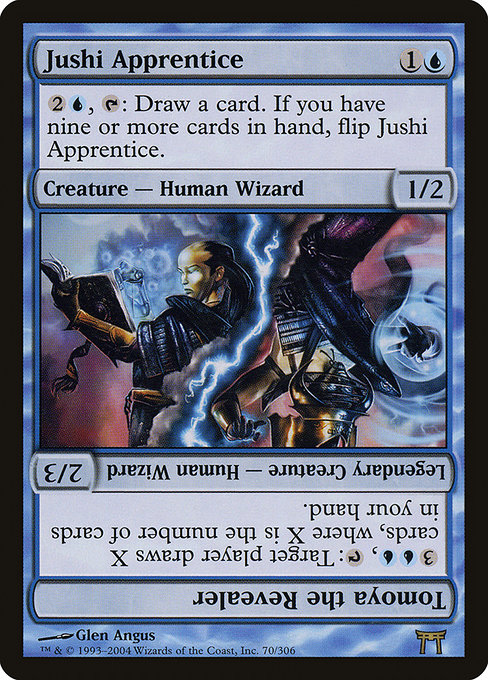 Jushi Apprentice 1
2, : Draw a card. If you have
nine or more cards in hand, flip Jushi
Apprentice.
Creature — Human Wizard
1/2
Tomoya the Revealer
3, : Target player draws X
cards, where X is the number of cards
in your hand.
Legendary Creature — Human Wizard
2/3
Glen Angus
™ & © 1993–2004 Wizards of the Coast, Inc. 70/306